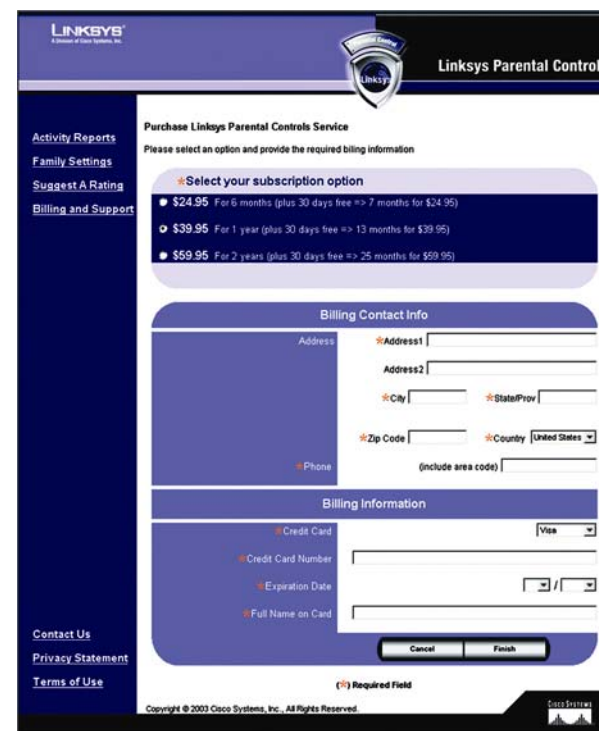 LINKSYS®
A Division of Cisco Systems, Inc.
Parental Control
Linksys
Linksys Parental Control
Activity Reports
Family Settings
Suggest A Rating
Billing and Support
Purchase Linksys Parental Controls Service
Please select an option and provide the required biling information
*Select your subscription option
$24.95 For 6 months (plus 30 days free => 7 months for $24.95)
$39.95 For 1 year (plus 30 days free => 13 months for $39.95)
$59.95 For 2 years (plus 30 days free => 25 months for $59.95)
Billing Contact Info
Address *Address1
Address2
*City *State/Prov
*Zip Code *Country United States
*Phone (include area code)
Billing Information
*Credit Card Visa
*Credit Card Number
*Expiration Date /
*Full Name on Card
Cancel Finish
(*) Required Field
Contact Us
Privacy Statement
Terms of Use
Copyright © 2003 Cisco Systems, Inc., All Rights Reserved.
Cisco Systems